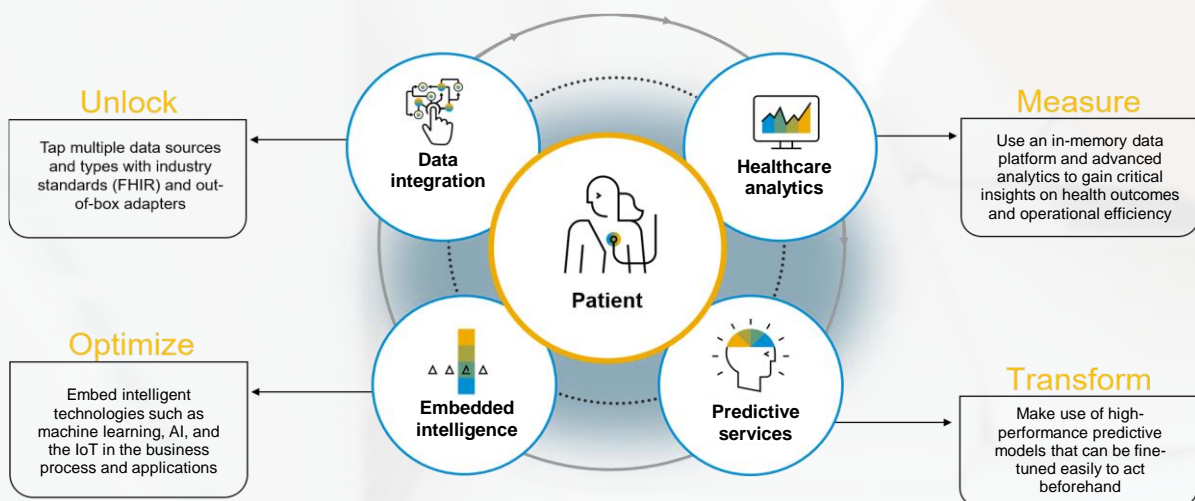 Unlock
Tap multiple data sources
and types with industry
standards (FHIR) and out-
of-box adapters
Data
integration
Healthcare
analytics
Measure
Use an in-memory data
platform and advanced
analytics to gain critical
insights on health outcomes
and operational efficiency
Patient
Optimize
Embed intelligent
technologies such as
machine learning, AI, and
the IoT in the business
process and applications
Embedded
intelligence
Predictive
services
Transform
Make use of high-
performance predictive
models that can be fine-
tuned easily to act
beforehand